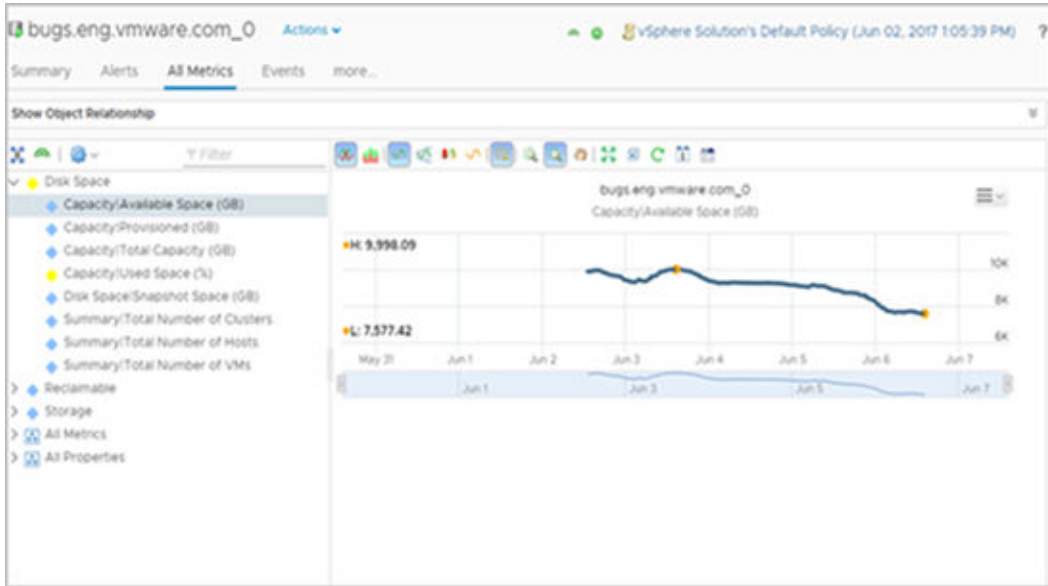 bugs.eng.vmware.com_0 Actions vSphere Solution's Default Policy (Jun 02, 2017 1:05:39 PM) ?
Summary Alerts All Metrics Events more...
Show Object Relationship
Filter
Disk Space
Capacity|Available Space (GB)
Capacity|Provisioned (GB)
Capacity|Total Capacity (GB)
Capacity|Used Space (%)
Disk Space|Snapshot Space (GB)
Summary|Total Number of Clusters
Summary|Total Number of Hosts
Summary|Total Number of VMs
Reclaimable
Storage
All Metrics
All Properties
bugs.eng.vmware.com_0
Capacity|Available Space (GB)
H: 9,998.09
10K
8K
L: 7,577.42
6K
May 31 Jun 1 Jun 2 Jun 3 Jun 4 Jun 5 Jun 6 Jun 7
Jun 1 Jun 3 Jun 5 Jun 7